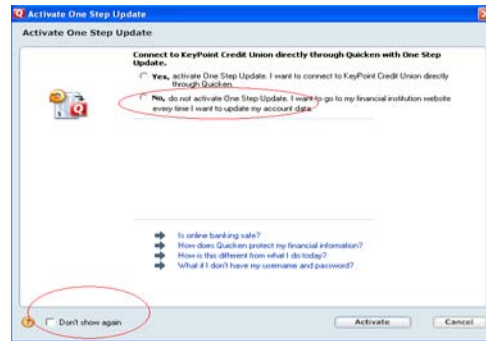 Activate One Step Update
Activate One Step Update
Connect to KeyPoint Credit Union directly through Quicken with One Step
Update.
Yes, activate One Step Update. I want to connect to KeyPoint Credit Union directly
through Quicken.
No, do not activate One Step Update. I want to go to my financial institution website
every time I want to update my account data.
Is online banking safe?
How does Quicken protect my financial information?
How is this different from what I do today?
What if I don't have my username and password?
Don't show again
Activate
Cancel